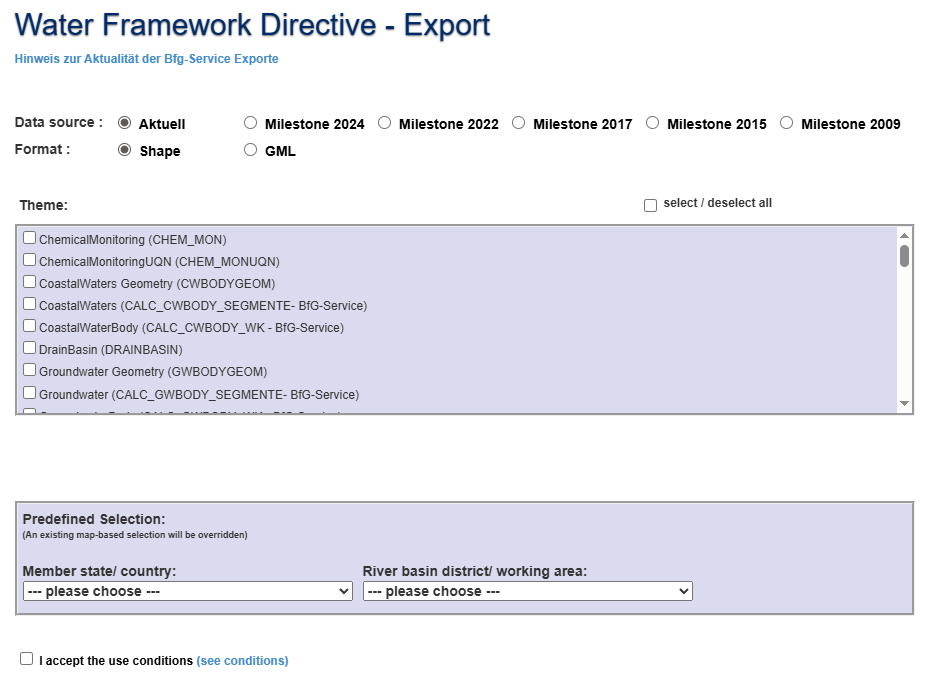 Water Framework Directive - Export
Hinweis zur Aktualität der Bfg-Service Exporte
Data source : Aktuell Milestone 2024 Milestone 2022 Milestone 2017 Milestone 2015 Milestone 2009
Format : Shape GML
Theme: select / deselect all
ChemicalMonitoring (CHEM_MON)
ChemicalMonitoringUQN (CHEM_MONUQN)
CoastalWaters Geometry (CWBODYGEOM)
CoastalWaters (CALC_CWBODY_SEGMENTE- BfG-Service)
CoastalWaterBody (CALC_CWBODY_WK - BfG-Service)
DrainBasin (DRAINBASIN)
Groundwater Geometry (GWBODYGEOM)
Groundwater (CALC_GWBODY_SEGMENTE- BfG-Service)
Predefined Selection:
(An existing map-based selection will be overridden)
Member state/ country: River basin district/ working area:
--- please choose --- --- please choose ---
I accept the use conditions (see conditions)